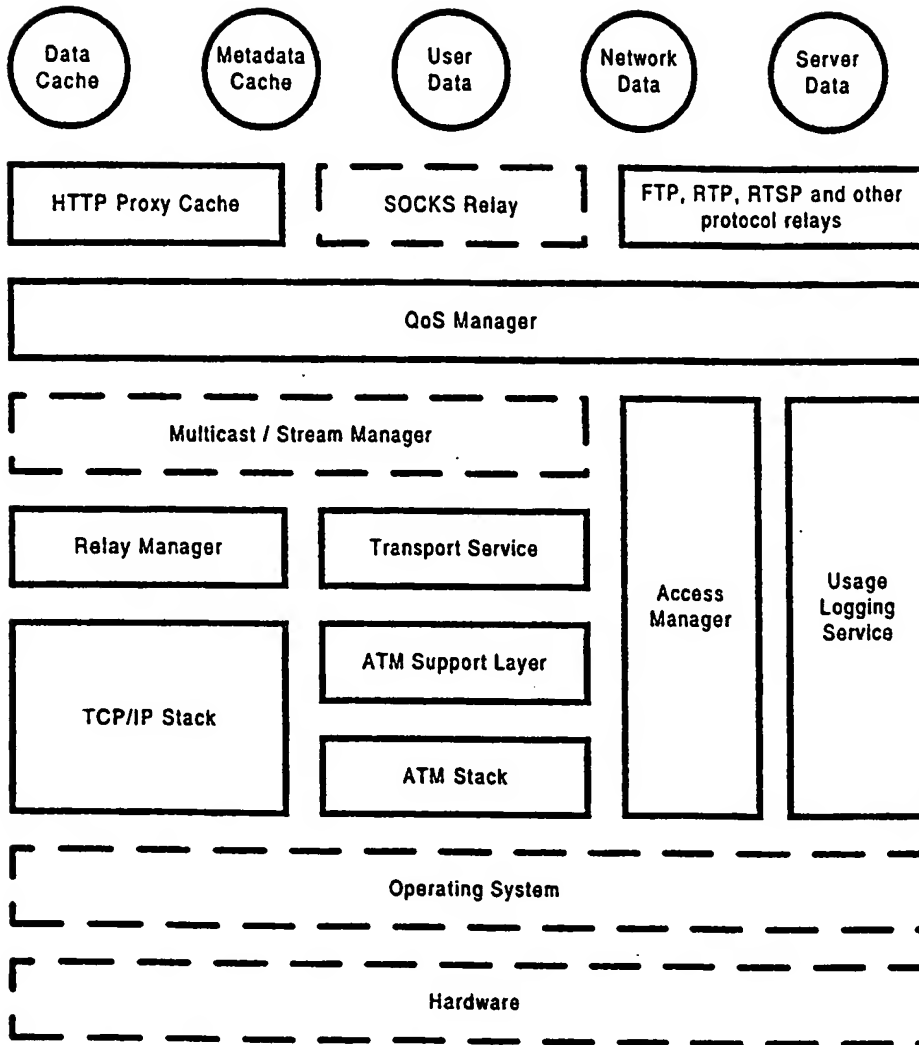 Data
Cache
Metadata
Cache
User
Data
Network
Data
Server
Data
HTTP Proxy Cache
SOCKS Relay
FTP, RTP, RTSP and other
protocol relays
QoS Manager
Multicast / Stream Manager
Relay Manager
Transport Service
Access
Manager
Usage
Logging
Service
ATM Support Layer
TCP/IP Stack
ATM Stack
Operating System
Hardware